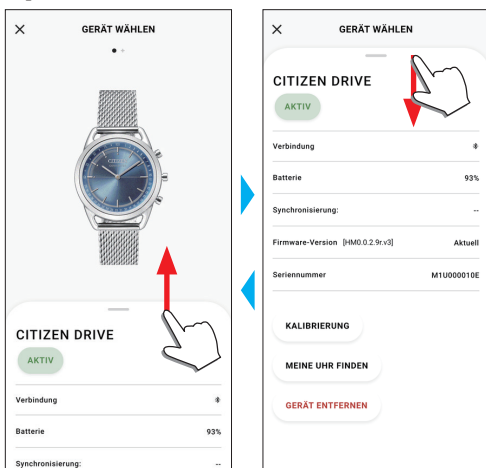 GERÄT WÄHLEN
CITIZEN
CITIZEN DRIVE
AKTIV
Verbindung
Batterie 93%
Synchronisierung: --
GERÄT WÄHLEN
CITIZEN DRIVE
AKTIV
Verbindung
Batterie 93%
Synchronisierung: --
Firmware-Version [HM0.0.2.9r.v3] Aktuell
Seriennummer M1U000010E
KALIBRIERUNG
MEINE UHR FINDEN
GERÄT ENTFERNEN